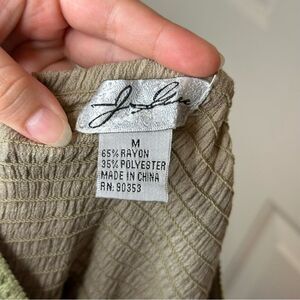 M
65% RAYON
35% POLYESTER
MADE IN CHINA
RN: 90353